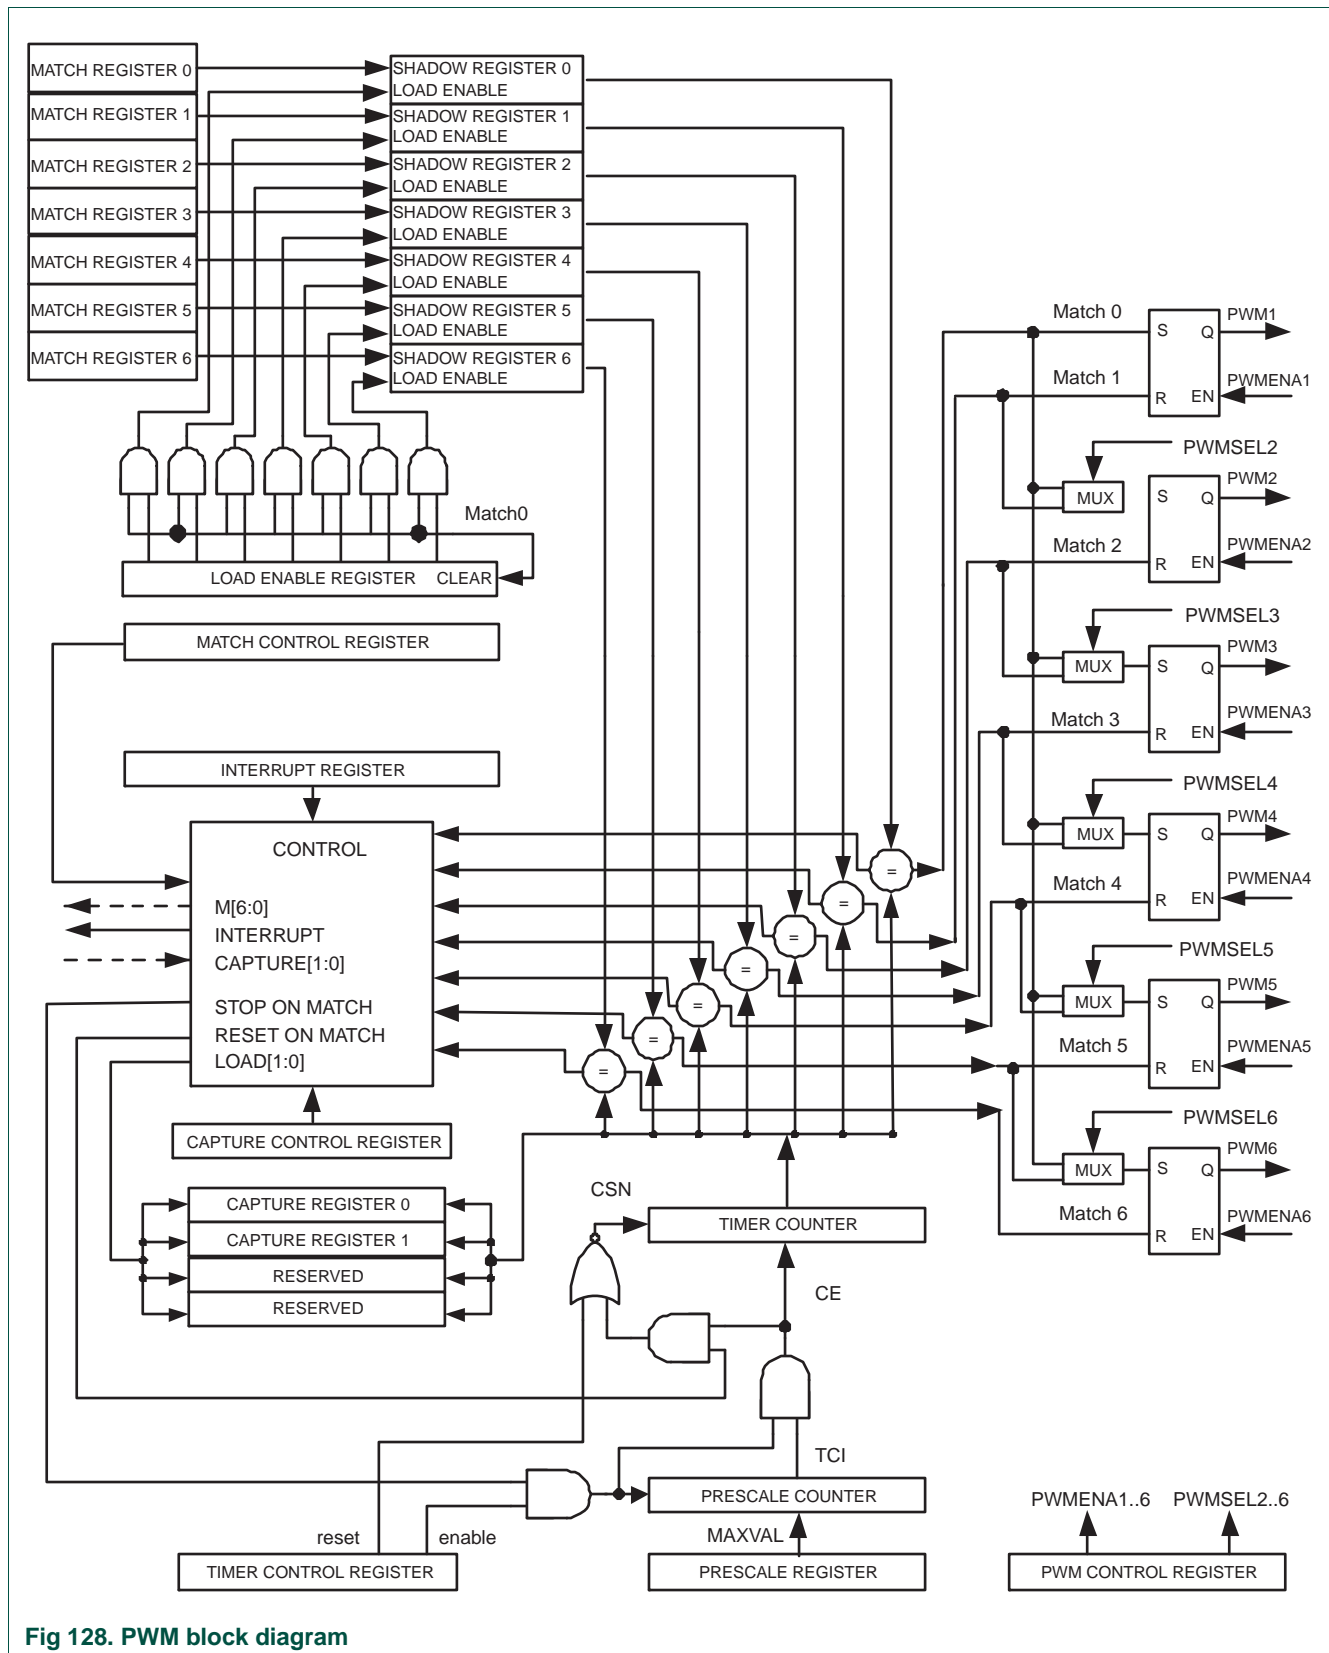 MATCH REGISTER 0
MATCH REGISTER 1
MATCH REGISTER 2
MATCH REGISTER 3
MATCH REGISTER 4
MATCH REGISTER 5
MATCH REGISTER 6
SHADOW REGISTER 0
LOAD ENABLE
SHADOW REGISTER 1
LOAD ENABLE
SHADOW REGISTER 2
LOAD ENABLE
SHADOW REGISTER 3
LOAD ENABLE
SHADOW REGISTER 4
LOAD ENABLE
SHADOW REGISTER 5
LOAD ENABLE
SHADOW REGISTER 6
LOAD ENABLE
Match0
LOAD ENABLE REGISTER CLEAR
MATCH CONTROL REGISTER
INTERRUPT REGISTER
CONTROL
M[6:0]
INTERRUPT
CAPTURE[1:0]
STOP ON MATCH
RESET ON MATCH
LOAD[1:0]
=
=
=
=
=
=
=
CAPTURE CONTROL REGISTER
CAPTURE REGISTER 0
CAPTURE REGISTER 1
RESERVED
RESERVED
CSN
TIMER COUNTER
CE
TCI
PRESCALE COUNTER
MAXVAL
PRESCALE REGISTER
reset
enable
TIMER CONTROL REGISTER
Match 0
S Q
PWM1
Match 1
R EN
PWMENA1
PWMSEL2
MUX
S Q
PWM2
Match 2
R EN
PWMENA2
PWMSEL3
MUX
S Q
PWM3
Match 3
R EN
PWMENA3
PWMSEL4
MUX
S Q
PWM4
Match 4
R EN
PWMENA4
PWMSEL5
MUX
S Q
PWM5
Match 5
R EN
PWMENA5
PWMSEL6
MUX
S Q
PWM6
Match 6
R EN
PWMENA6
PWMENA1..6
PWMSEL2..6
PWM CONTROL REGISTER
Fig 128. PWM block diagram